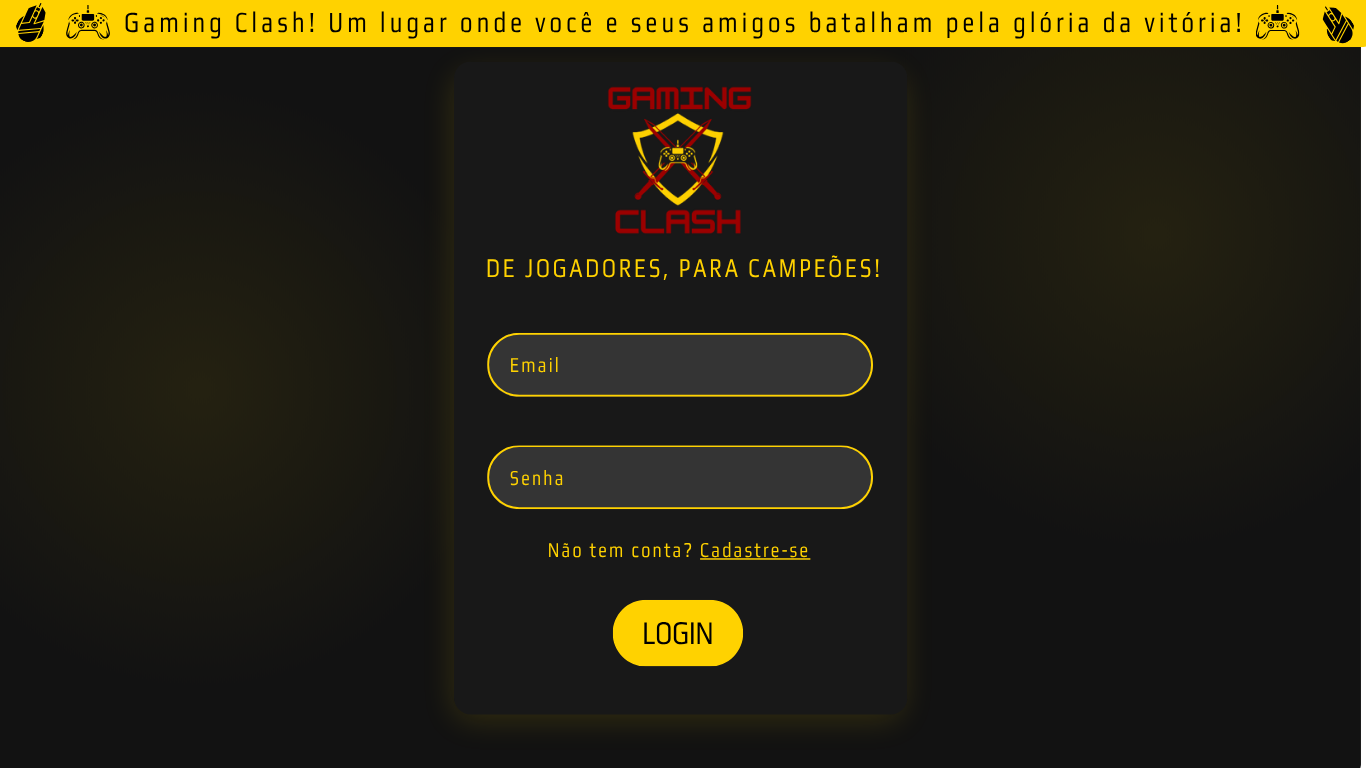 Gaming Clash! Um lugar onde você e seus amigos batalham pela glória da vitória!
GAMING
CLASH
DE JOGADORES, PARA CAMPEÕES!
Email
Senha
Não tem conta? Cadastre-se
LOGIN